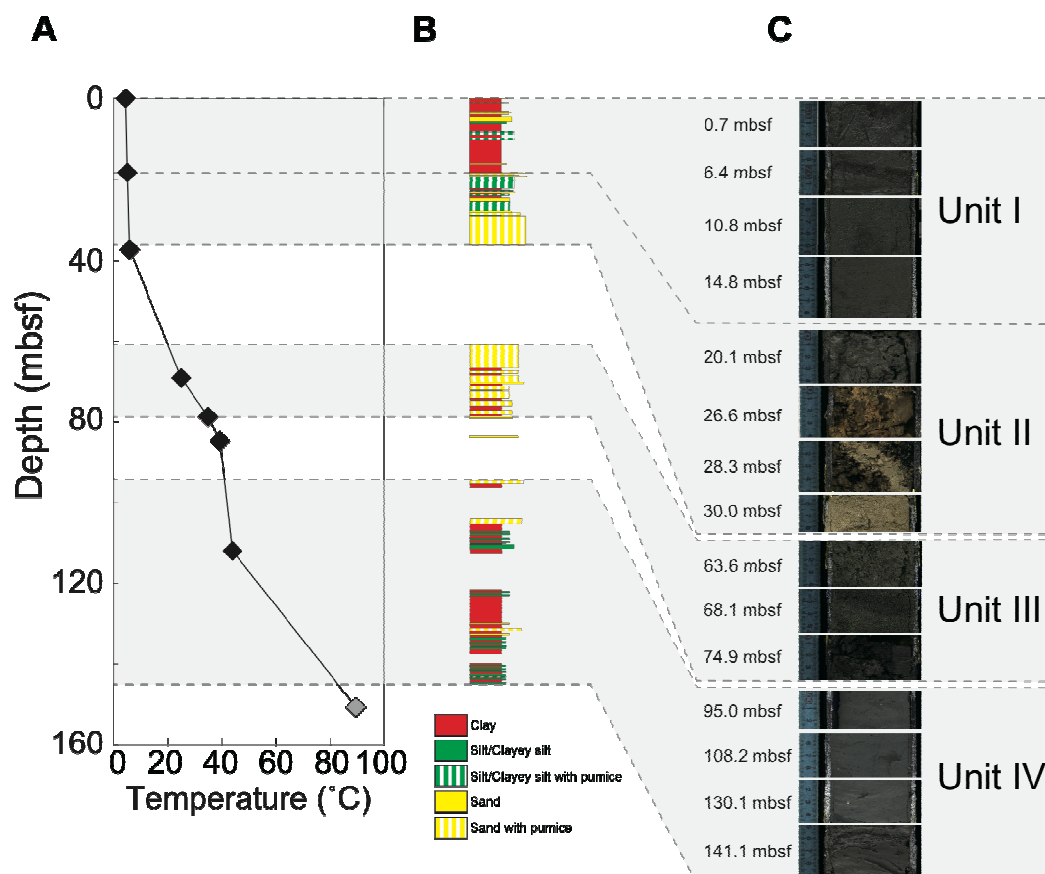 A
B
C
0
40
80
120
160
Depth (mbsf)
0 20 40 60 80 100
Temperature (˚C)
Clay
Silt/Clayey silt
Silt/Clayey silt with pumice
Sand
Sand with pumice
0.7 mbsf
6.4 mbsf
10.8 mbsf
14.8 mbsf
Unit I
20.1 mbsf
26.6 mbsf
28.3 mbsf
30.0 mbsf
Unit II
63.6 mbsf
68.1 mbsf
74.9 mbsf
Unit III
95.0 mbsf
108.2 mbsf
130.1 mbsf
141.1 mbsf
Unit IV